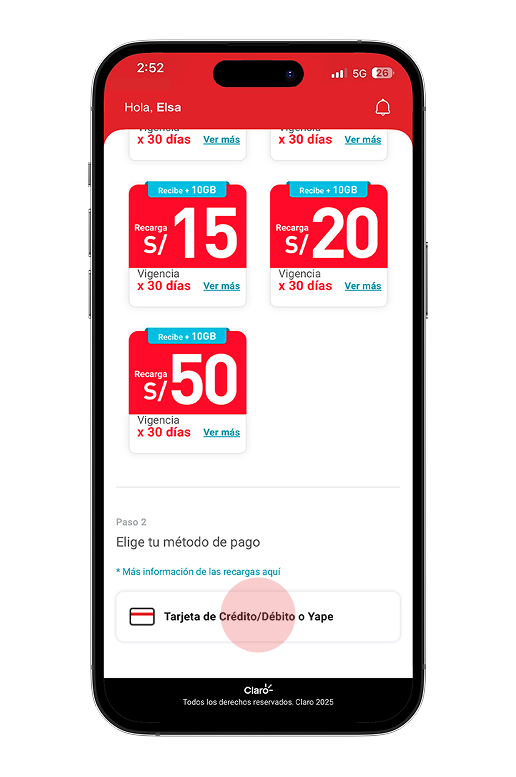 2:52
5G 26
Hola, Elsa
Vigencia
x 30 días Ver más
Vigencia
x 30 días Ver más
Recibe + 10GB
Recarga
S/ 15
Vigencia
x 30 días Ver más
Recibe + 10GB
Recarga
S/ 20
Vigencia
x 30 días Ver más
Recibe + 10GB
Recarga
S/ 50
Vigencia
x 30 días Ver más
Paso 2
Elige tu método de pago
* Más información de las recargas aquí
Tarjeta de Crédito/Débito o Yape
Claro
Todos los derechos reservados. Claro 2025